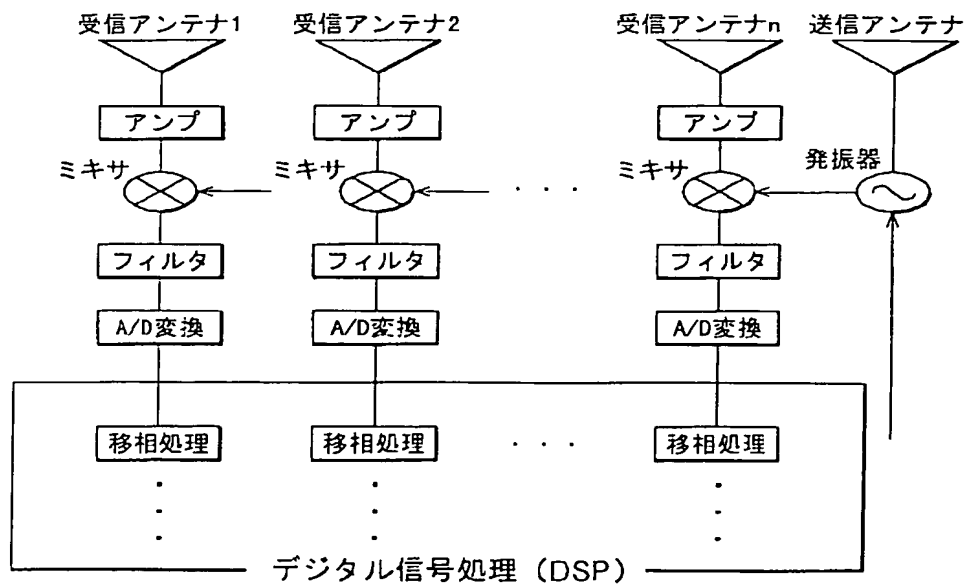 受信アンテナ1 受信アンテナ2 受信アンテナn 送信アンテナ
アンプ アンプ アンプ
ミキサ ミキサ ・・・ ミキサ 発振器
フィルタ フィルタ フィルタ
A/D変換 A/D変換 A/D変換
移相処理 移相処理 ・・・ 移相処理
デジタル信号処理（DSP）